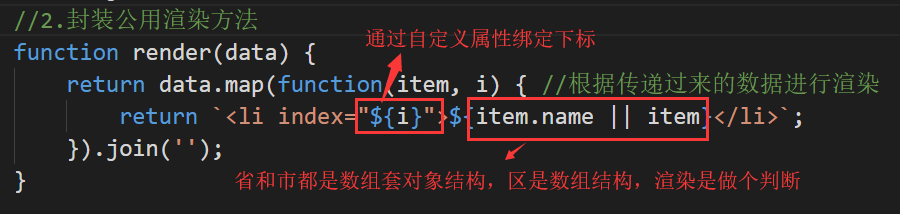 //2.封装公用渲染方法
function render(data) {
通过自定义属性绑定下标
return data.map(function(item, i) { //根据传递过来的数据进行渲染
return `<li index="${i}">${item.name || item}</li>`;
}).join('');
省和市都是数组套对象结构，区是数组结构，渲染是做个判断
}